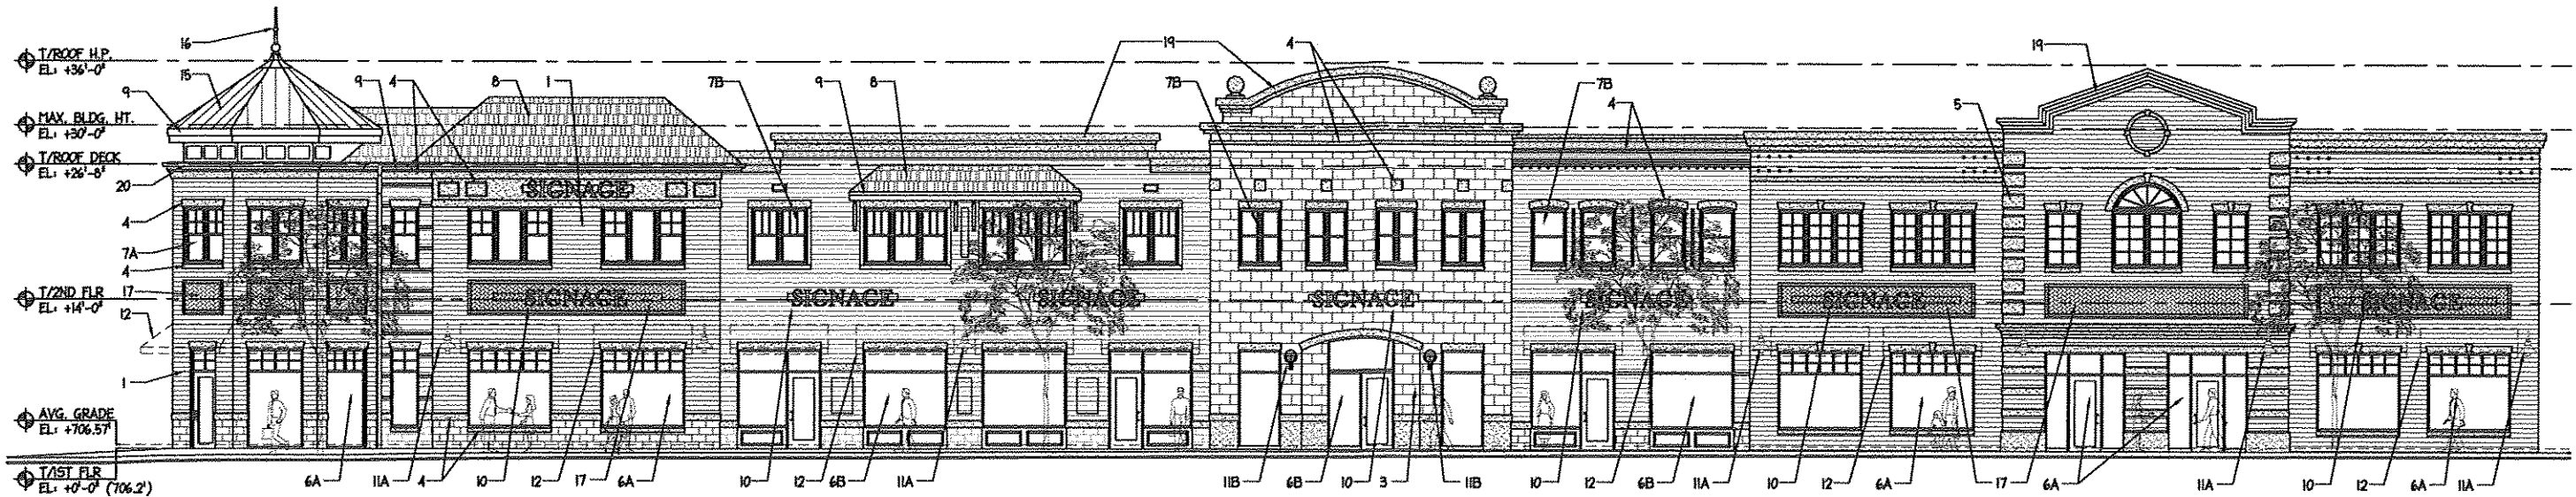 16
19
4
19
T/ROOF H.P.
EL: +36'-0"
15
9
4
8
1
7B
9
8
7B
7B
4
5
9
MAX. BLDG. HT.
EL: +30'-0"
T/ROOF DECK
EL: +26'-8"
20
SIGNAGE
4
7A
4
T/2ND FLR
EL: +14'-0"
17
SIGNAGE
SIGNAGE
SIGNAGE
SIGNAGE
SIGNAGE
SIGNAGE
SIGNAGE
12
1
AVG. GRADE
EL: +706.57'
T/1ST FLR
EL: +0'-0" (706.2')
6A
11A
4
10
12
17
6A
10
12
6B
11A
11B
6B
10
3
11B
10
12
6B
11A
10
12
6A
17
6A
11A
10
12
6A
11A